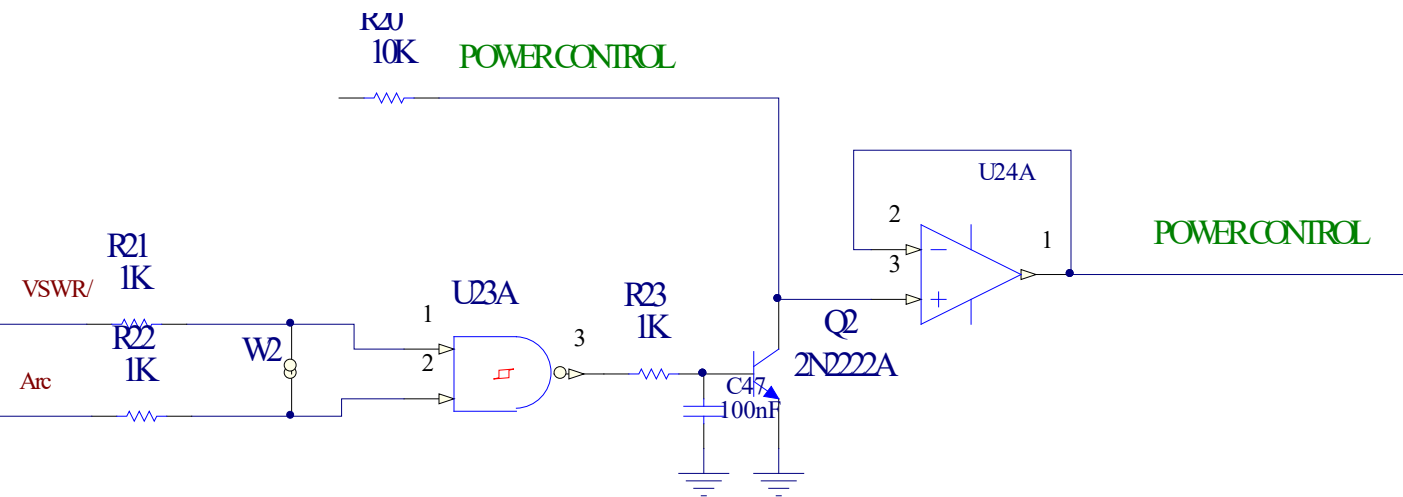 R20
10K
POWER CONTROL
U24A
2
3
1
POWER CONTROL
R21
1K
VSWR/
R22
1K
Arc
W2
U23A
1
2
3
R23
1K
Q2
2N2222A
C47
100nF